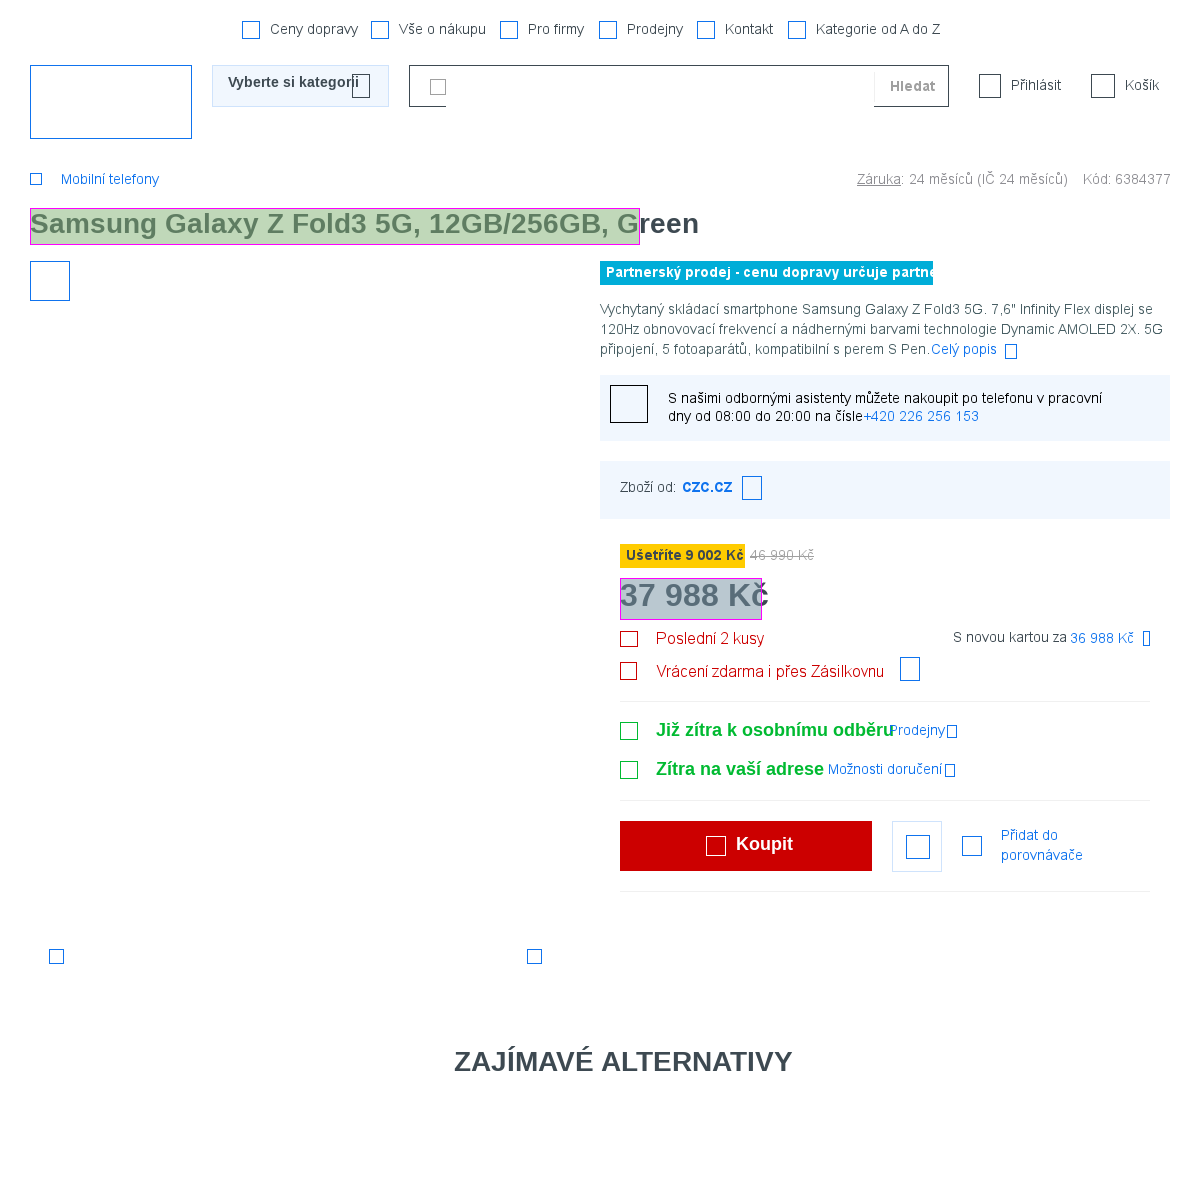 Ceny dopravy Vše o nákupu Pro firmy Prodejny Kontakt Kategorie od A do Z
Vyberte si kategorii Hledat Přihlásit Košík
Mobilní telefony Záruka: 24 měsíců (IČ 24 měsíců) Kód: 6384377
Samsung Galaxy Z Fold3 5G, 12GB/256GB, Green
Partnerský prodej - cenu dopravy určuje partne
Vychytaný skládací smartphone Samsung Galaxy Z Fold3 5G. 7,6" Infinity Flex displej se
120Hz obnovovací frekvencí a nádhernými barvami technologie Dynamic AMOLED 2X. 5G
připojení, 5 fotoaparátů, kompatibilní s perem S Pen.Celý popis
S našimi odbornými asistenty můžete nakoupit po telefonu v pracovní
dny od 08:00 do 20:00 na čísle+420 226 256 153
Zboží od: CZC.CZ
Ušetříte 9 002 Kč 46 990 Kč
37 988 Kč
Poslední 2 kusy S novou kartou za 36 988 Kč
Vrácení zdarma i přes Zásilkovnu
Již zítra k osobnímu odběru Prodejny
Zítra na vaší adrese Možnosti doručení
Koupit Přidat do
porovnávače
ZAJÍMAVÉ ALTERNATIVY